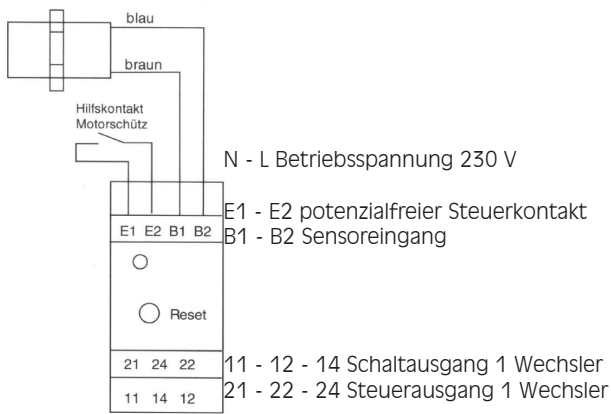 blau
braun
Hilfskontakt
Motorschütz
N - L Betriebsspannung 230 V
E1 - E2 potenzialfreier Steuerkontakt
E1 E2 B1 B2
B1 - B2 Sensoreingang
Reset
21 24 22
11 - 12 - 14 Schaltausgang 1 Wechsler
11 14 12
21 - 22 - 24 Steuerausgang 1 Wechsler